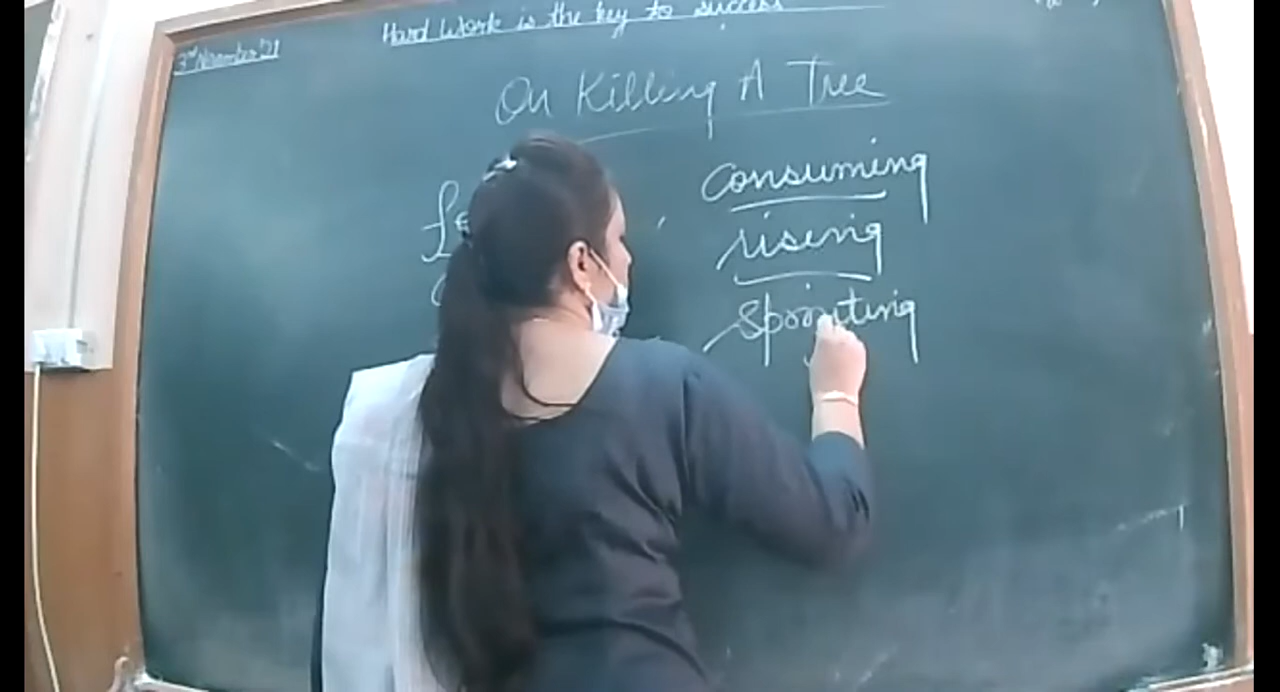 Hard Work is the key to success
3rd November'21
On Killing A Tree
consuming
rising
Sprouting